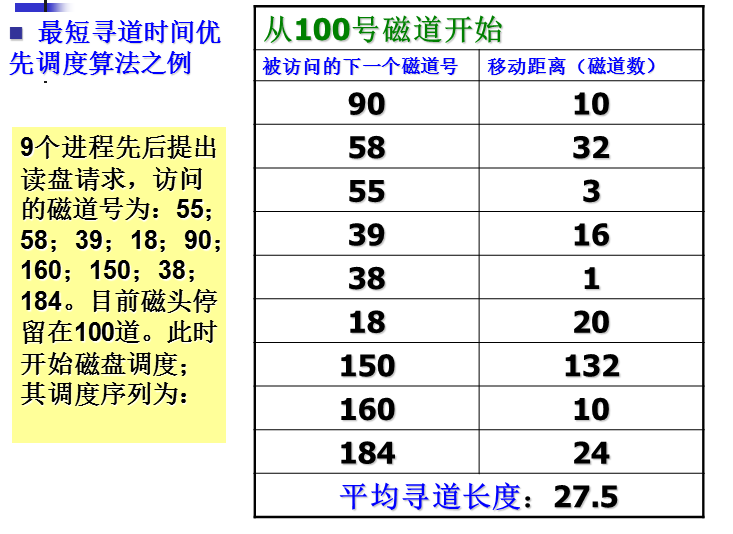 最短寻道时间优
先调度算法之例
9个进程先后提出
读盘请求，访问
的磁道号为：55；
58；39；18；90；
160；150；38；
184。目前磁头停
留在100道。此时
开始磁盘调度；
其调度序列为：
从100号磁道开始
被访问的下一个磁道号 移动距离（磁道数）
90 10
58 32
55 3
39 16
38 1
18 20
150 132
160 10
184 24
平均寻道长度：27.5